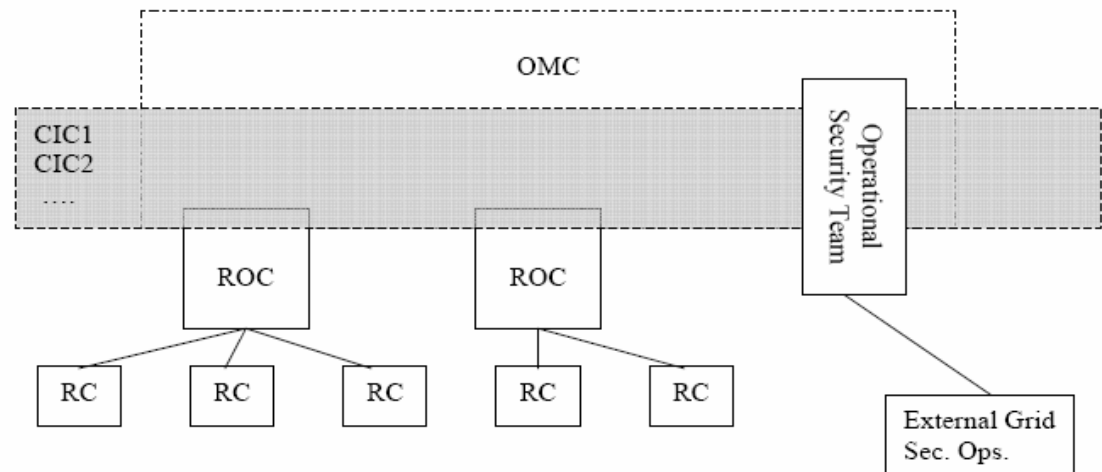 OMC
CIC1
CIC2
....
Operational
Security Team
ROC
ROC
RC
RC
RC
RC
RC
External Grid
Sec. Ops.